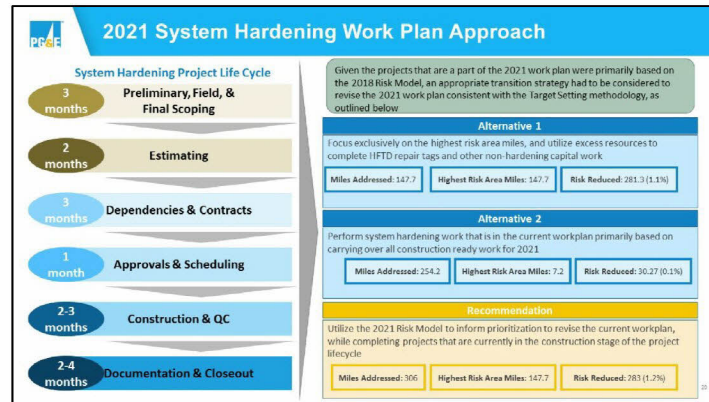 PG&E
2021 System Hardening Work Plan Approach
System Hardening Project Life Cycle
3
months
Preliminary, Field, &
Final Scoping
2
months
Estimating
3
months
Dependencies & Contracts
1
month
Approvals & Scheduling
2-3
months
Construction & QC
2-4
months
Documentation & Closeout
Given the projects that are a part of the 2021 work plan were primarily based on
the 2018 Risk Model, an appropriate transition strategy had to be considered to
revise the 2021 work plan consistent with the Target Setting methodology, as
outlined below
Alternative 1
Focus exclusively on the highest risk area miles, and utilize excess resources to
complete HFTD repair tags and other non-hardening capital work
Miles Addressed: 147.7
Highest Risk Area Miles: 147.7
Risk Reduced: 281.3 (1.1%)
Alternative 2
Perform system hardening work that is in the current workplan primarily based on
carrying over all construction ready work for 2021
Miles Addressed: 254.2
Highest Risk Area Miles: 7.2
Risk Reduced: 30.27 (0.1%)
Recommendation
Utilize the 2021 Risk Model to inform prioritization to revise the current workplan,
while completing projects that are currently in the construction stage of the project
lifecycle
Miles Addressed: 306
Highest Risk Area Miles: 147.7
Risk Reduced: 283 (1.2%)